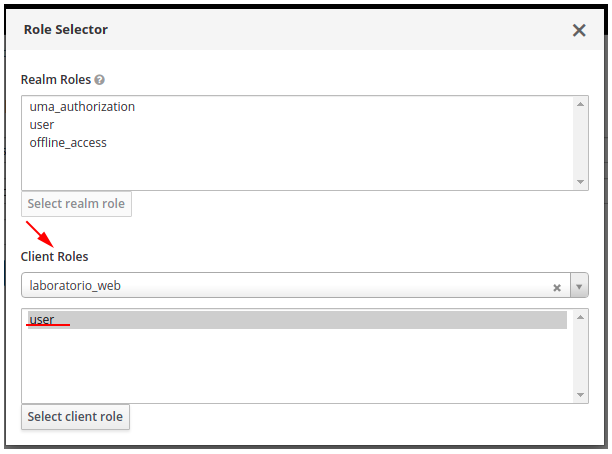 Role Selector
Realm Roles
uma_authorization
user
offline_access
Select realm role
Client Roles
laboratorio_web
user
Select client role